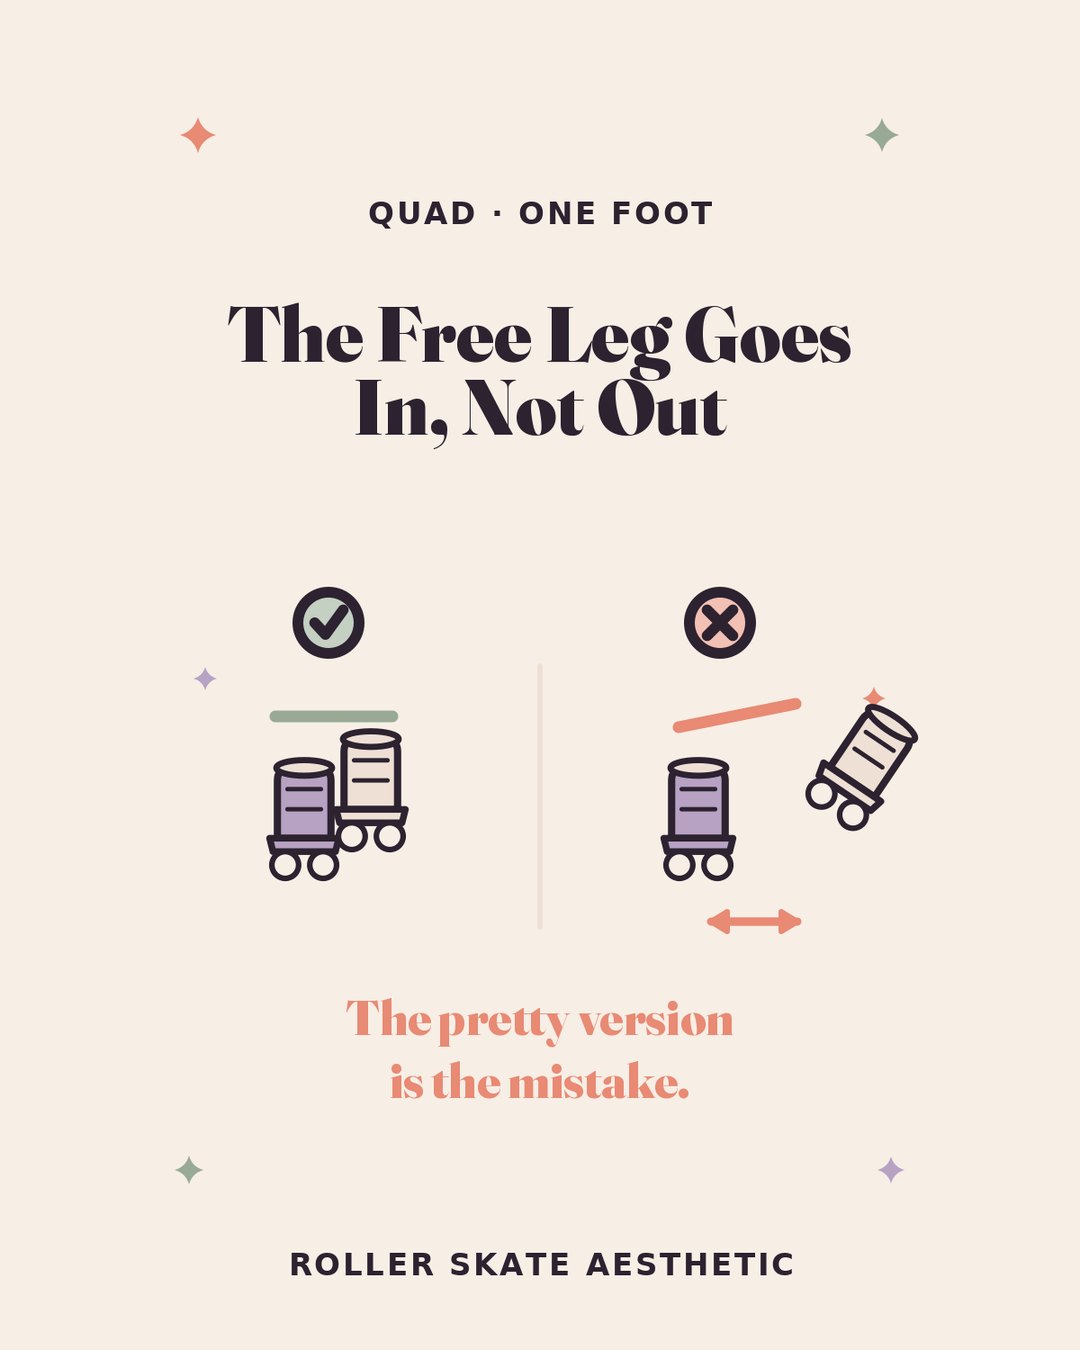 QUAD · ONE FOOT
The Free Leg Goes
In, Not Out
The pretty version
is the mistake.
ROLLER SKATE AESTHETIC